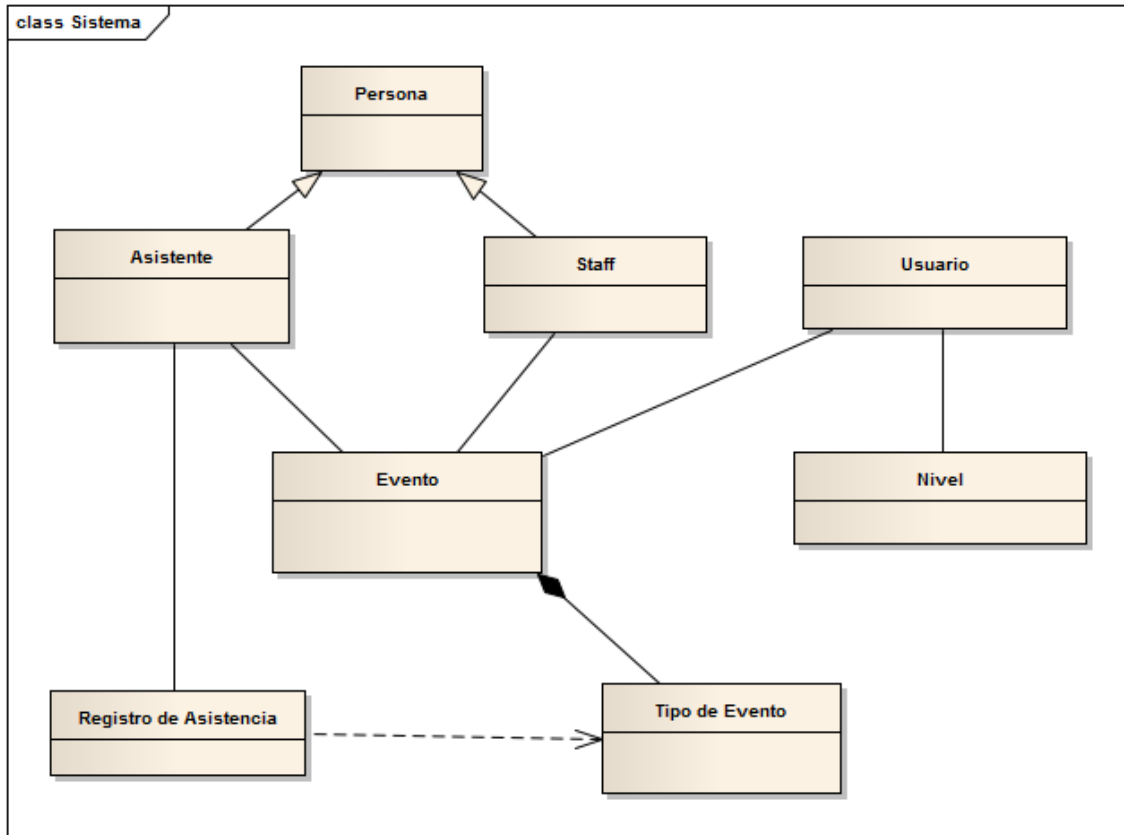 class Sistema
Persona
Asistente
Staff
Usuario
Evento
Nivel
Registro de Asistencia
Tipo de Evento